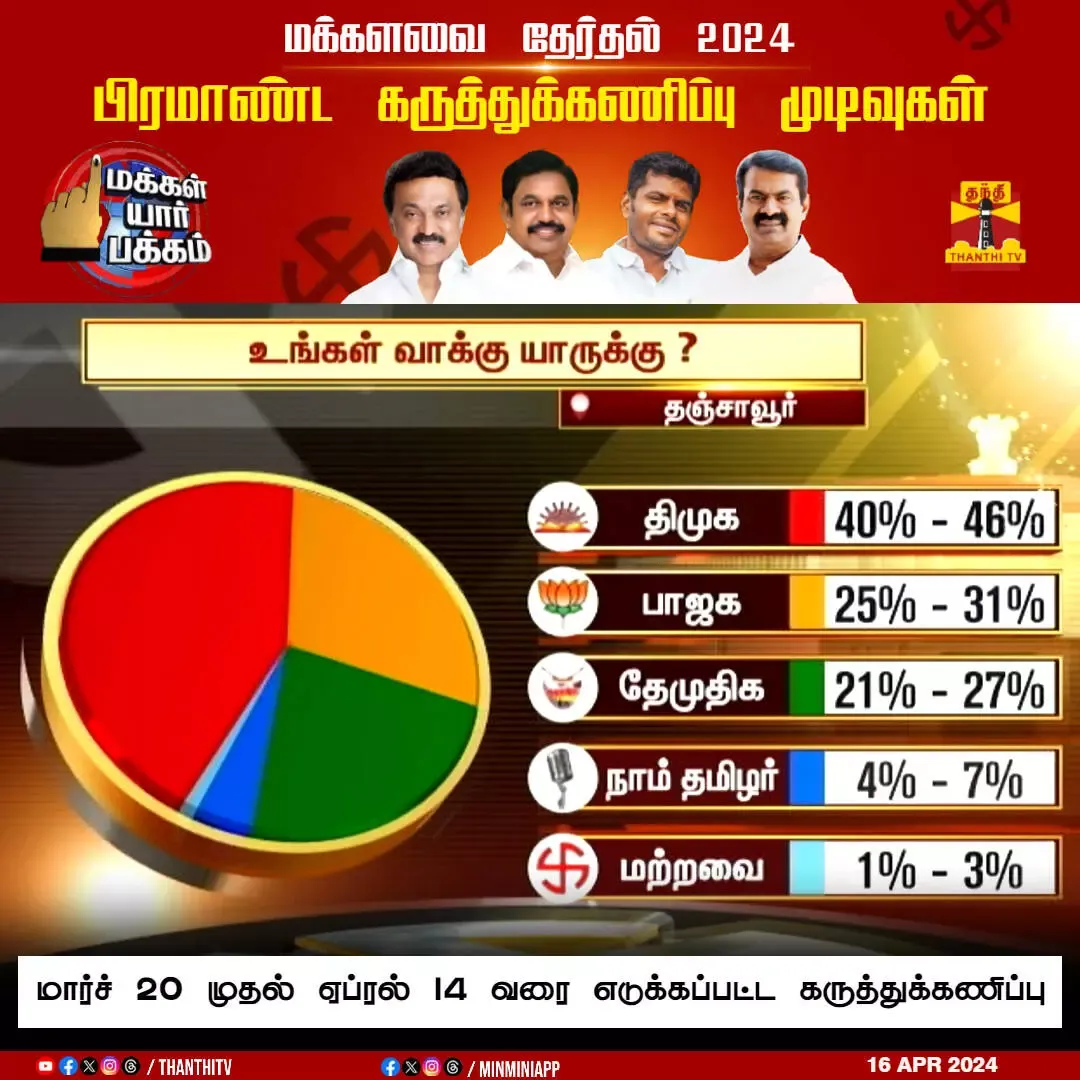 மக்களவை தேர்தல் 2024
பிரமாண்ட கருத்துக்கணிப்பு முடிவுகள்
மக்கள்
யார்
பக்கம்
தந்தி
THANTHI TV
உங்கள் வாக்கு யாருக்கு ?
தஞ்சாவூர்
திமுக 40% - 46%
பாஜக 25% - 31%
தேமுதிக 21% - 27%
நாம் தமிழர் 4% - 7%
மற்றவை 1% - 3%
மார்ச் 20 முதல் ஏப்ரல் 14 வரை எடுக்கப்பட்ட கருத்துக்கணிப்பு
/ THANTHITV / MINMINIAPP 16 APR 2024